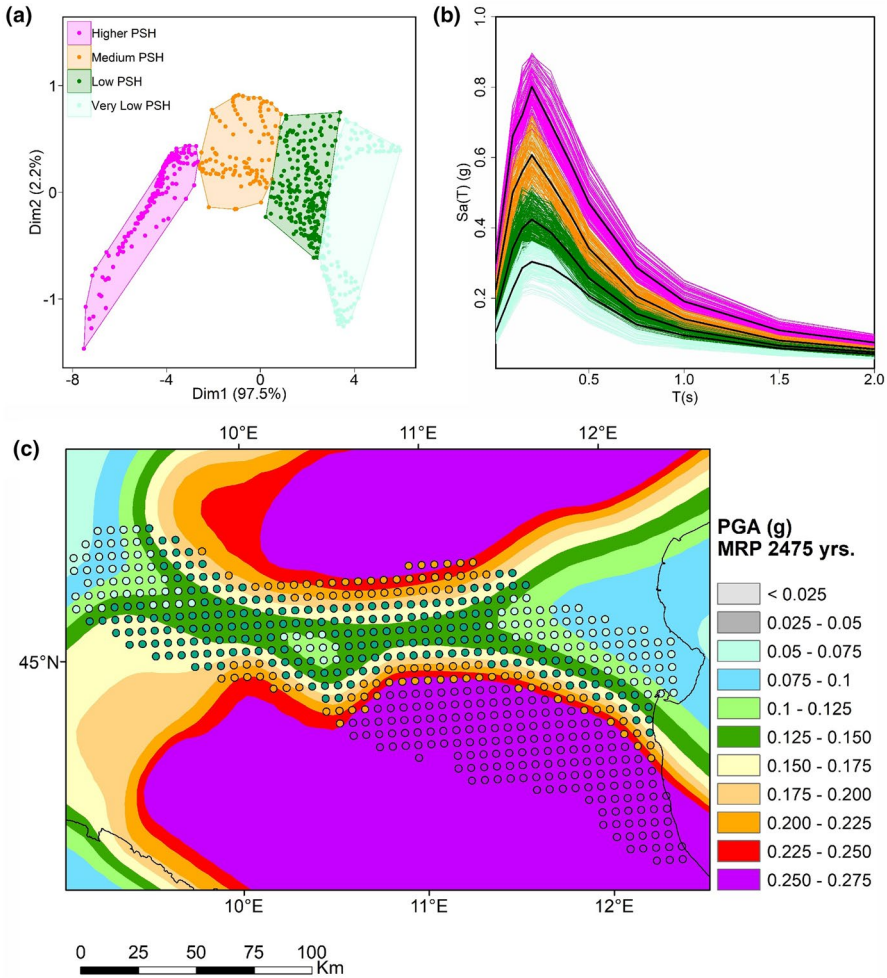 (a)
Higher PSH
Medium PSH
Low PSH
Very Low PSH
1
0
-1
Dim2 (2.2%)
-8
-4
0
4
Dim1 (97.5%)
(b)
1.0
0.8
0.6
0.4
0.2
Sa(T) (g)
0.5
1.0
1.5
2.0
T(s)
(c)
10°E
11°E
12°E
45°N
10°E
11°E
12°E
PGA (g)
MRP 2475 yrs.
< 0.025
0.025 - 0.05
0.05 - 0.075
0.075 - 0.1
0.1 - 0.125
0.125 - 0.150
0.150 - 0.175
0.175 - 0.200
0.200 - 0.225
0.225 - 0.250
0.250 - 0.275
0 25 50 75 100
Km